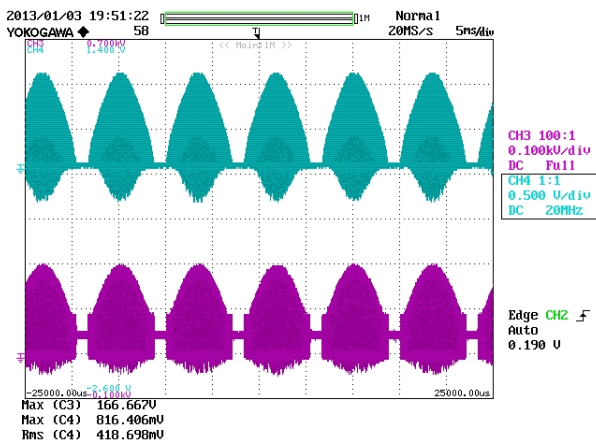 2013/01/03 19:51:22 1M Normal
YOKOGAWA ◆ 58 20MS/s 5ms/div
CH3 0.700kV << Main:1M >>
CH4 1.400 V
CH3 100:1
0.100kV/div
DC Full
CH4 1:1
0.500 V/div
DC 20MHz
Edge CH2
Auto
0.190 V
-2.600 V
-25000.00us -0.100kV 25000.00us
Max (C3) 166.667V
Max (C4) 816.406mV
Rms (C4) 418.698mV